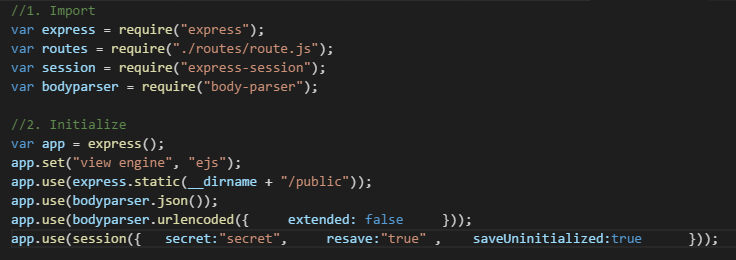 //1. Import
var express = require("express");
var routes = require("./routes/route.js");
var session = require("express-session");
var bodyparser = require("body-parser");
//2. Initialize
var app = express();
app.set("view engine", "ejs");
app.use(express.static(__dirname + "/public"));
app.use(bodyparser.json());
app.use(bodyparser.urlencoded({     extended: false     }));
app.use(session({   secret:"secret",     resave:"true" ,    saveUninitialized:true      }));